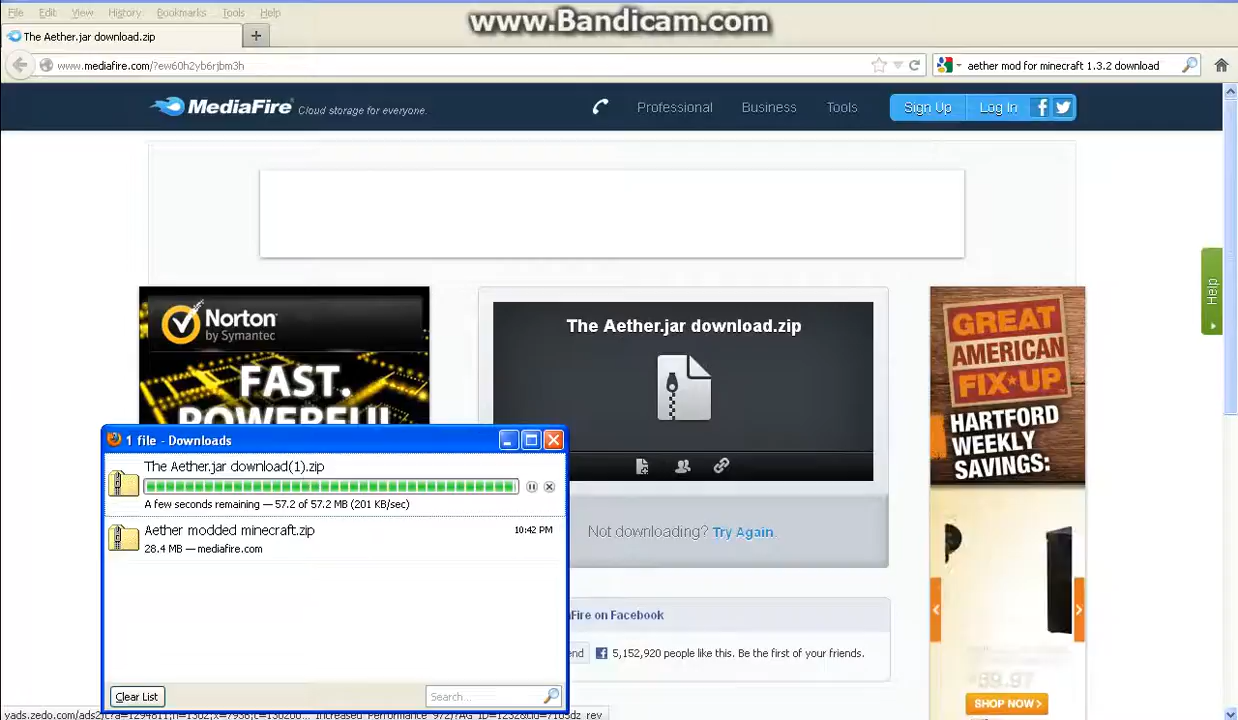 File Edit View History Bookmarks Tools Help
www.Bandicam.com
The Aether.jar download.zip
www.mediafire.com/?ew60h2yb6rjbm3h
aether mod for minecraft 1.3.2 download
MediaFire Cloud storage for everyone.
Professional Business Tools Sign Up Log In
Help
Norton
by Symantec
FAST.
POWERFUL
The Aether.jar download.zip
GREAT
AMERICAN
FIX★UP
HARTFORD
WEEKLY
SAVINGS:
1 file - Downloads
The Aether.jar download(1).zip
A few seconds remaining — 57.2 of 57.2 MB (201 KB/sec)
Aether modded minecraft.zip 10:42 PM
28.4 MB — mediafire.com
Clear List
Search...
Not downloading? Try Again
Fire on Facebook
end
5,152,920 people like this. Be the first of your friends.
SHOP NOW>